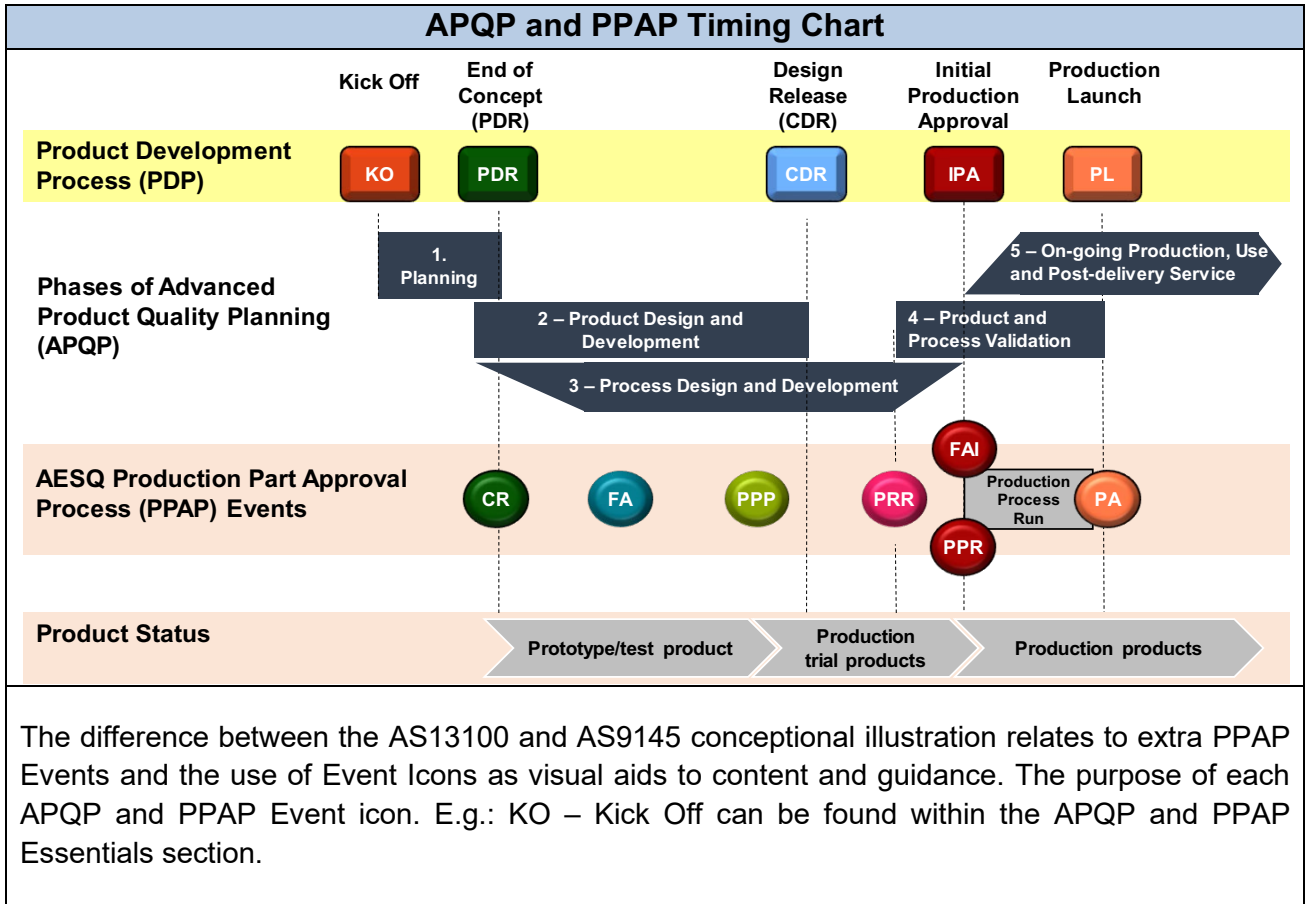 APQP and PPAP Timing Chart
Kick Off
End of
Concept
(PDR)
Design
Release
(CDR)
Initial
Production
Approval
Production
Launch
Product Development
Process (PDP)
KO
PDR
CDR
IPA
PL
Phases of Advanced
Product Quality Planning
(APQP)
1.
Planning
2 – Product Design and
Development
3 – Process Design and Development
4 – Product and
Process Validation
5 – On-going Production, Use
and Post-delivery Service
AESQ Production Part Approval
Process (PPAP) Events
CR
FA
PPP
PRR
FAI
PPR
Production
Process
Run
PA
Product Status
Prototype/test product
Production
trial products
Production products
The difference between the AS13100 and AS9145 conceptional illustration relates to extra PPAP
Events and the use of Event Icons as visual aids to content and guidance. The purpose of each
APQP and PPAP Event icon. E.g.: KO – Kick Off can be found within the APQP and PPAP
Essentials section.